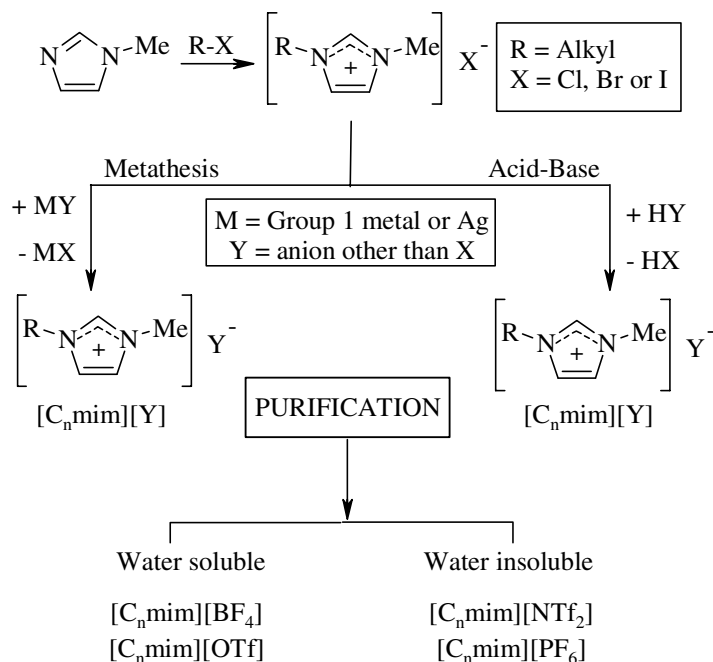 N N Me R-X R N N Me + X⁻ R = Alkyl
X = Cl, Br or I
Metathesis Acid-Base
+ MY M = Group 1 metal or Ag + HY
- MX Y = anion other than X - HX
R N N Me + Y⁻ R N N Me + Y⁻
[Cₙmim][Y] [Cₙmim][Y]
PURIFICATION
Water soluble Water insoluble
[Cₙmim][BF₄] [Cₙmim][NTf₂]
[Cₙmim][OTf] [Cₙmim][PF₆]